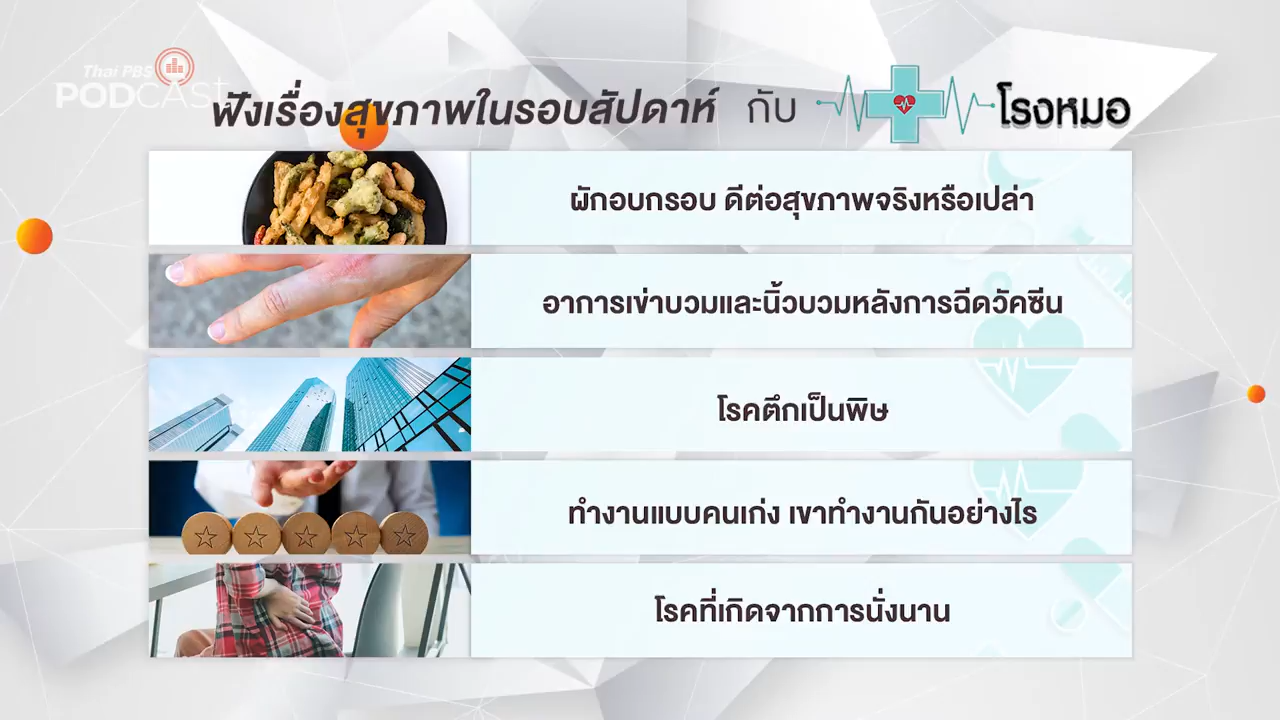 Thai PBS
PODCAST
ฟังเรื่องสุขภาพในรอบสัปดาห์ กับ โรงหมอ
ผักอบกรอบ ดีต่อสุขภาพจริงหรือเปล่า
อาการเข่าบวมและนิ้วบวมหลังการฉีดวัคซีน
โรคตึกเป็นพิษ
ทำงานแบบคนเก่ง เขาทำงานกันอย่างไร
โรคที่เกิดจากการนั่งนาน